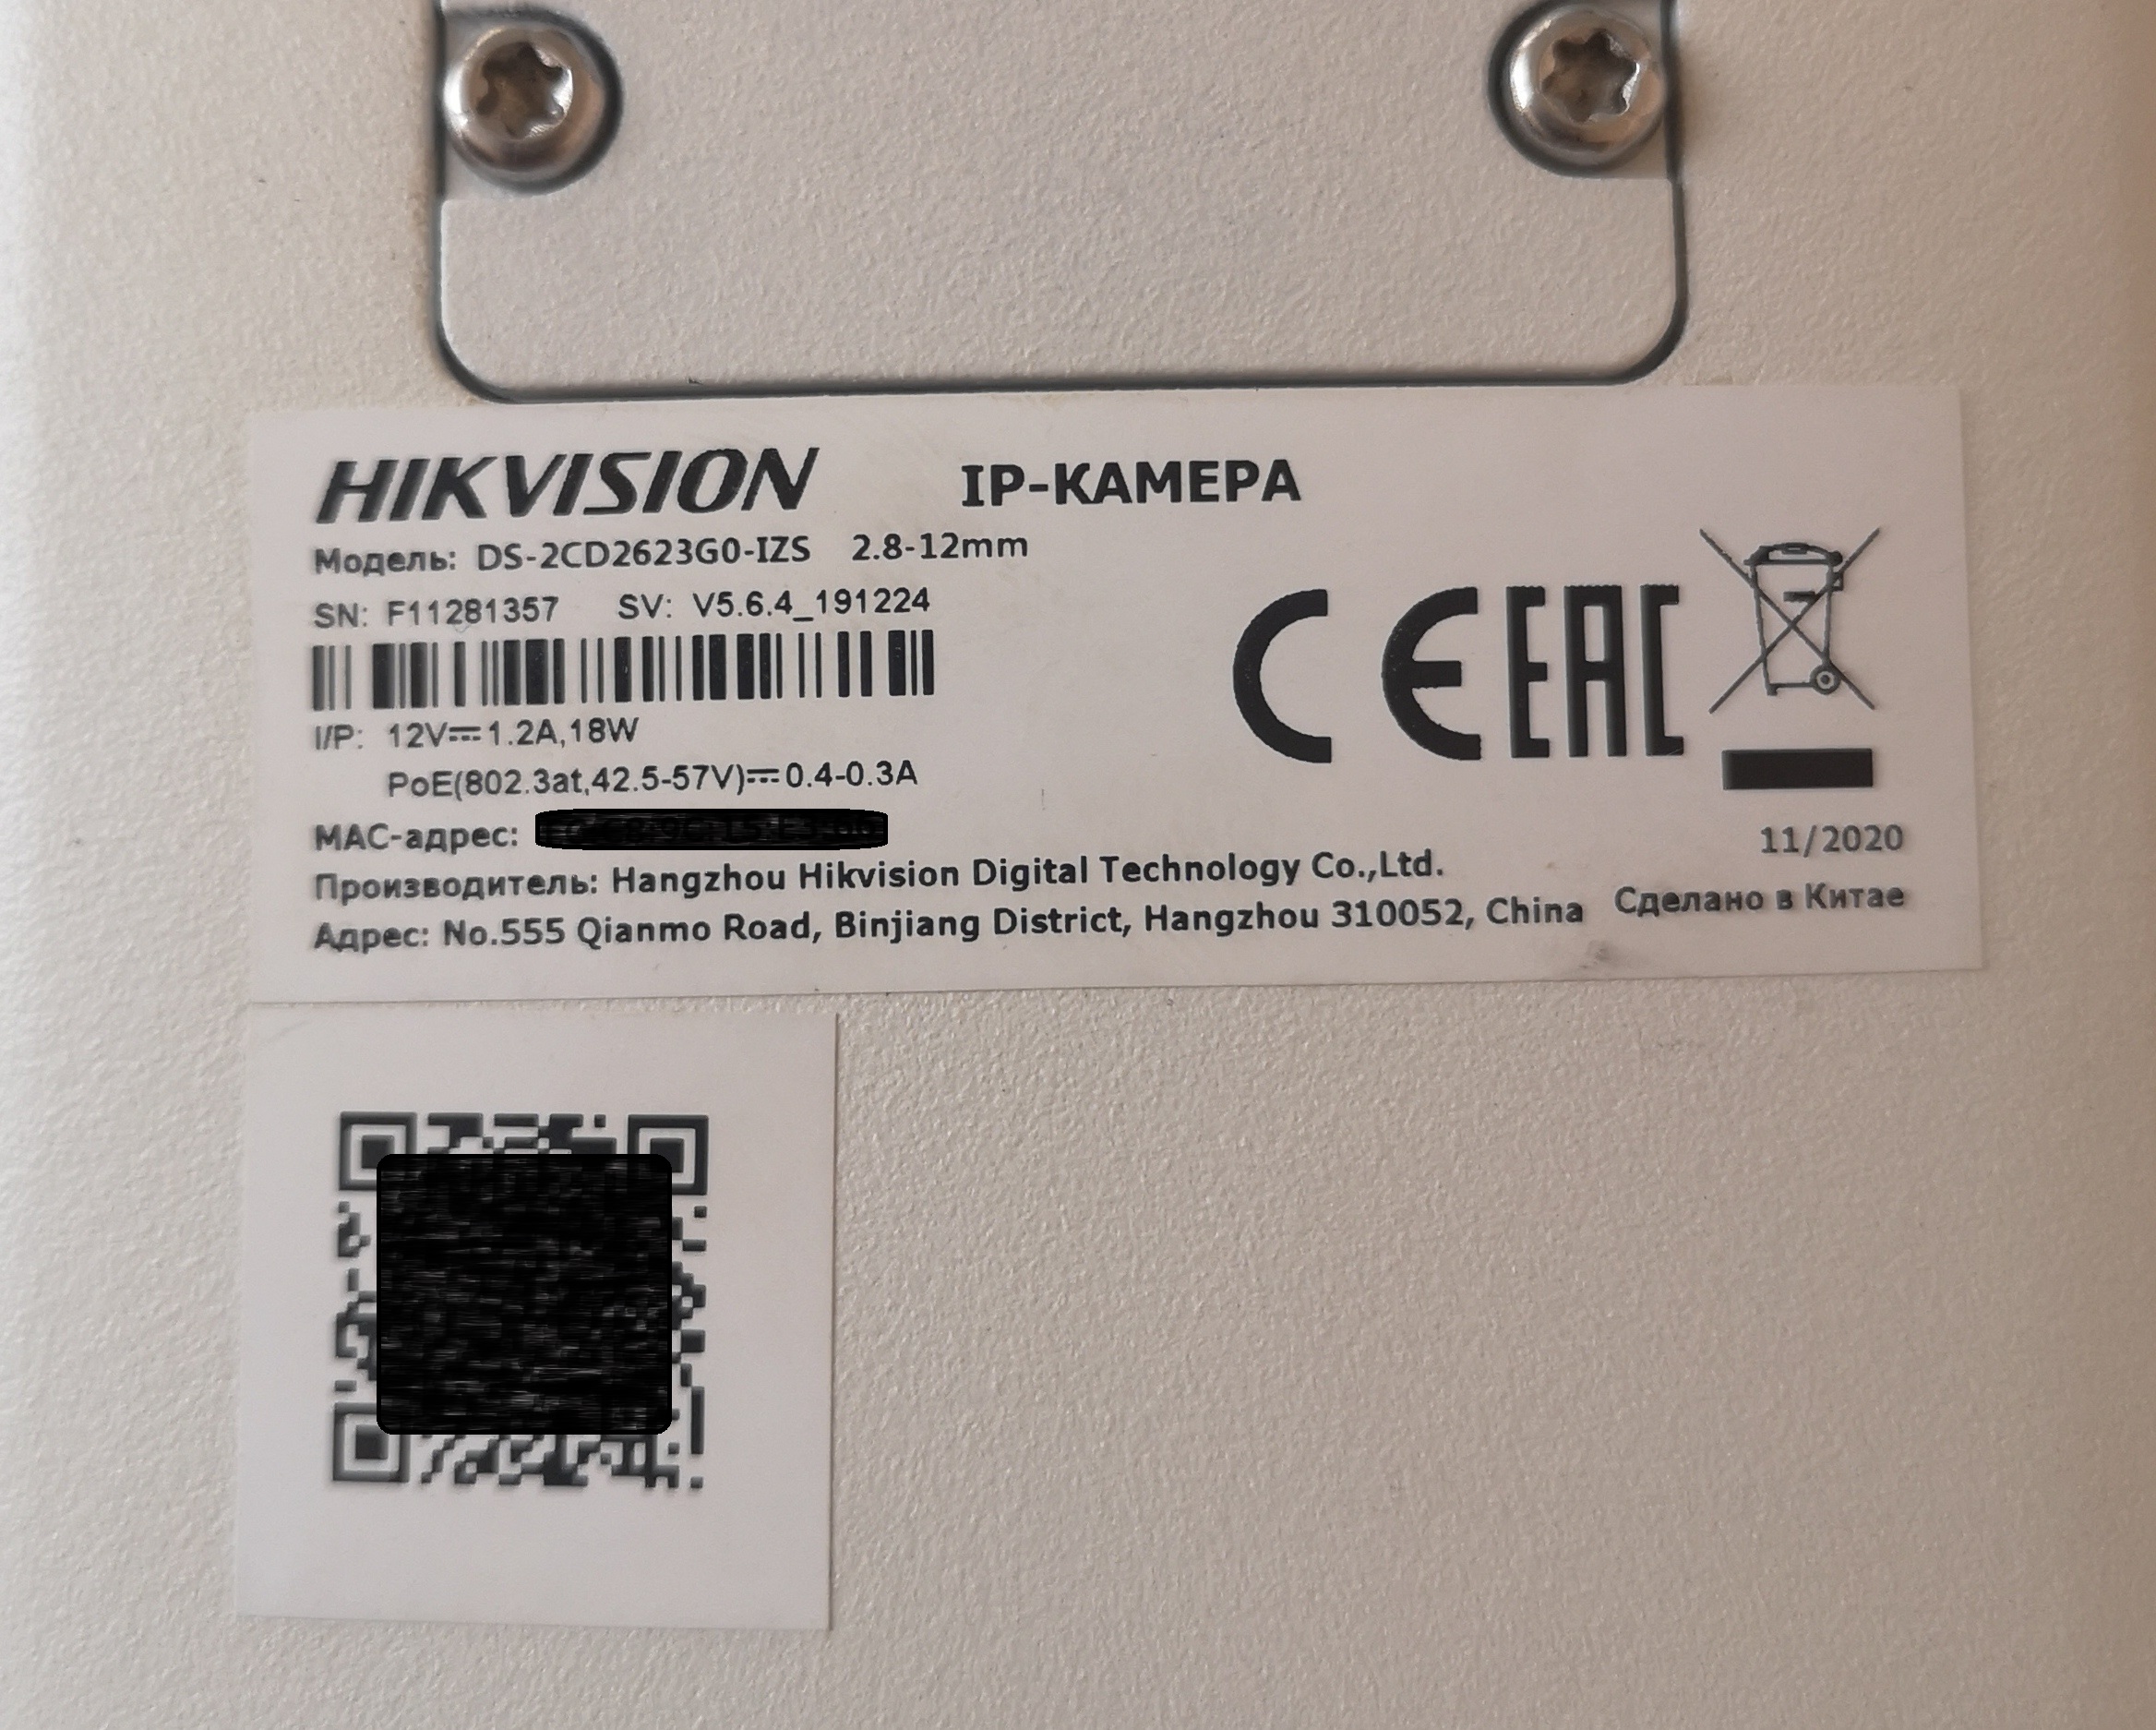 HIKVISION IP-КАМЕРА
Модель: DS-2CD2623G0-IZS 2.8-12mm
SN: F11281357 SV: V5.6.4_191224
I/P: 12V⎓1.2A,18W
PoE(802.3at,42.5-57V)⎓0.4-0.3A
CE EAC
MAC-адрес:
11/2020
Производитель: Hangzhou Hikvision Digital Technology Co.,Ltd.
Адрес: No.555 Qianmo Road, Binjiang District, Hangzhou 310052, China
Сделано в Китае